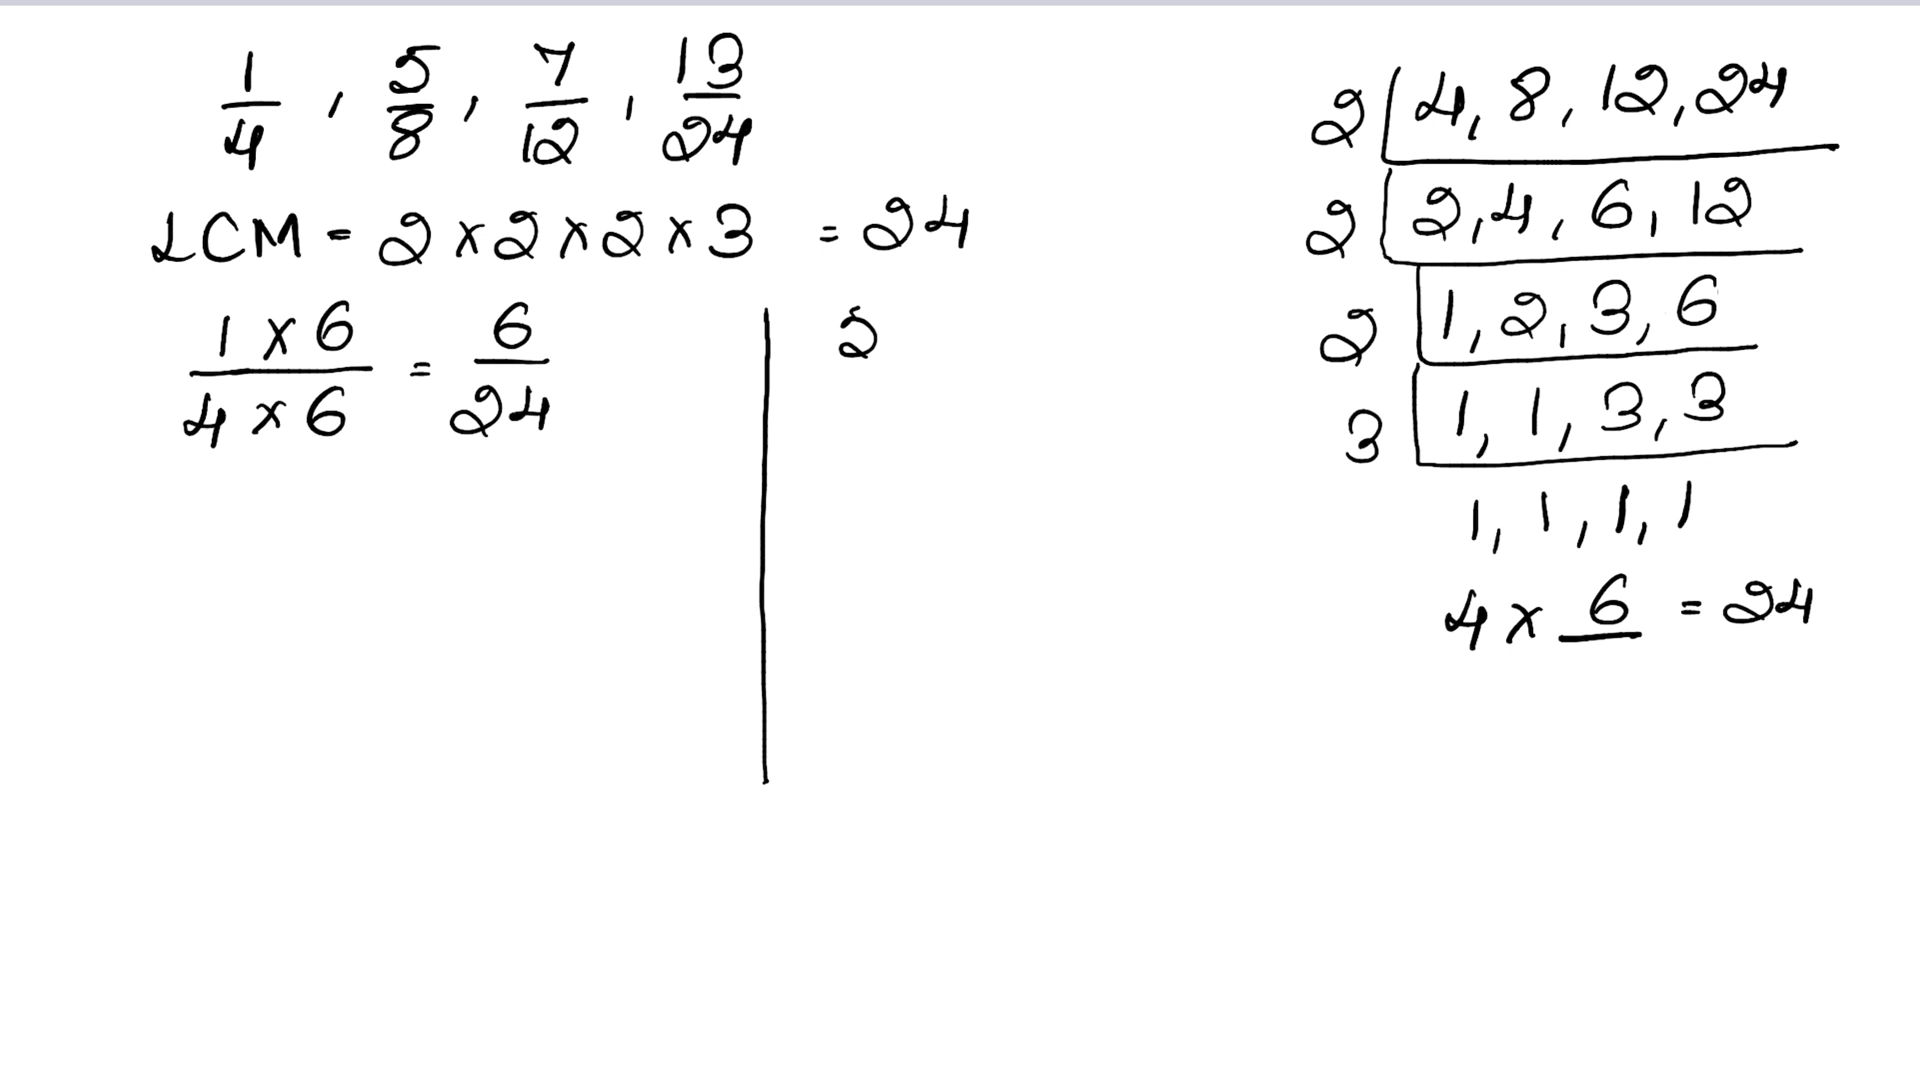 1/4 , 5/8 , 7/12 , 13/24
LCM = 2 × 2 × 2 × 3 = 24
1 × 6 / 4 × 6 = 6/24
5
2 | 4, 8, 12, 24
2 | 2, 4, 6, 12
2 | 1, 2, 3, 6
3 | 1, 1, 3, 3
1, 1, 1, 1
4 × 6 = 24